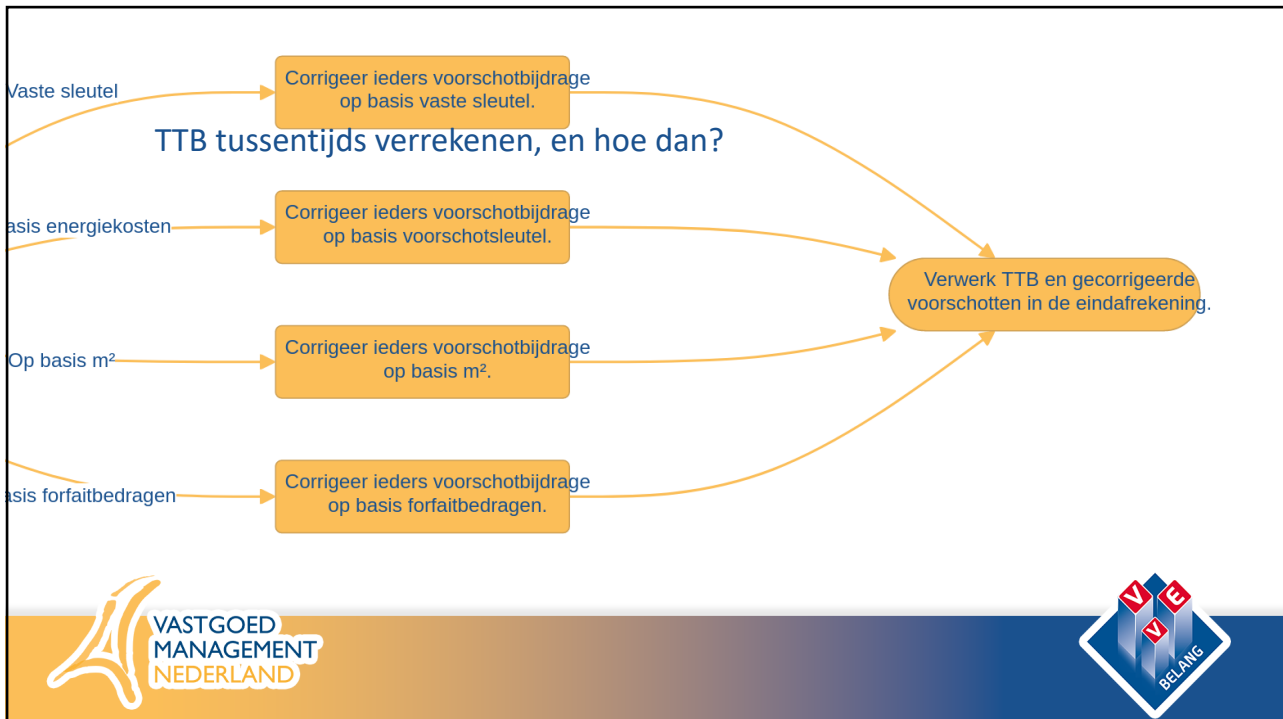 Vaste sleutel
Corrigeer ieders voorschotbijdrage
op basis vaste sleutel.
TTB tussentijds verrekenen, en hoe dan?
asis energiekosten
Corrigeer ieders voorschotbijdrage
op basis voorschotsleutel.
Verwerk TTB en gecorrigeerde
voorschotten in de eindafrekening.
Op basis m²
Corrigeer ieders voorschotbijdrage
op basis m².
asis forfaitbedragen
Corrigeer ieders voorschotbijdrage
op basis forfaitbedragen.
VASTGOED
MANAGEMENT
NEDERLAND
V V E
BELANG